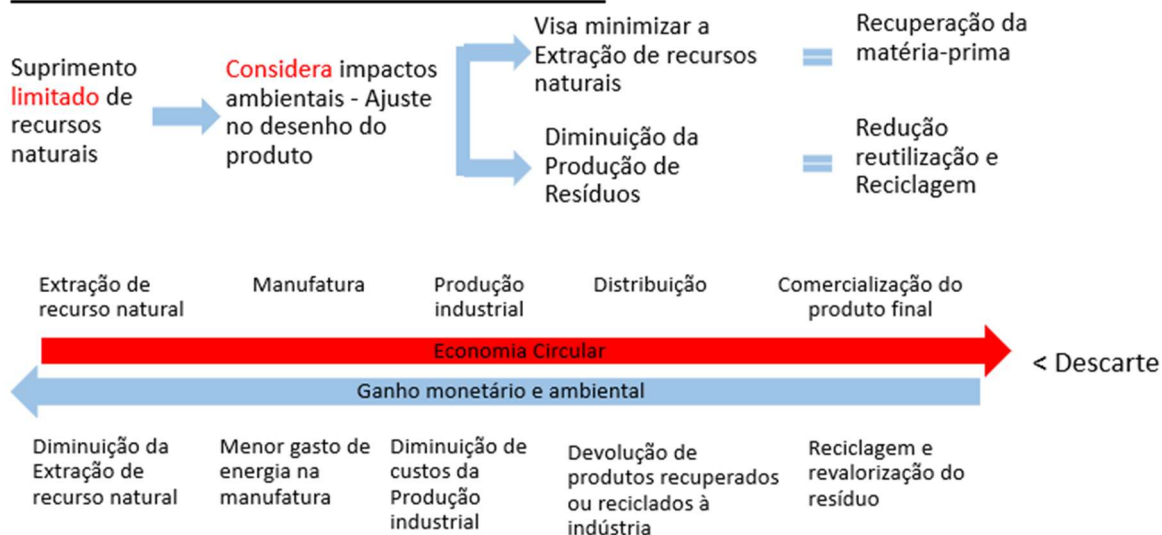 Suprimento
limitado de
recursos
naturais
Considera impactos
ambientais - Ajuste
no desenho do
produto
Visa minimizar a
Extração de recursos
naturais
=
Recuperação da
matéria-prima
Diminuição da
Produção de
Resíduos
=
Redução
reutilização e
Reciclagem
Extração de
recurso natural
Manufatura
Produção
industrial
Distribuição
Comercialização do
produto final
Economia Circular
< Descarte
Ganho monetário e ambiental
Diminuição da
Extração de
recurso natural
Menor gasto de
energia na
manufatura
Diminuição de
custos da
Produção
industrial
Devolução de
produtos recuperados
ou reciclados à
indústria
Reciclagem e
revalorização do
resíduo